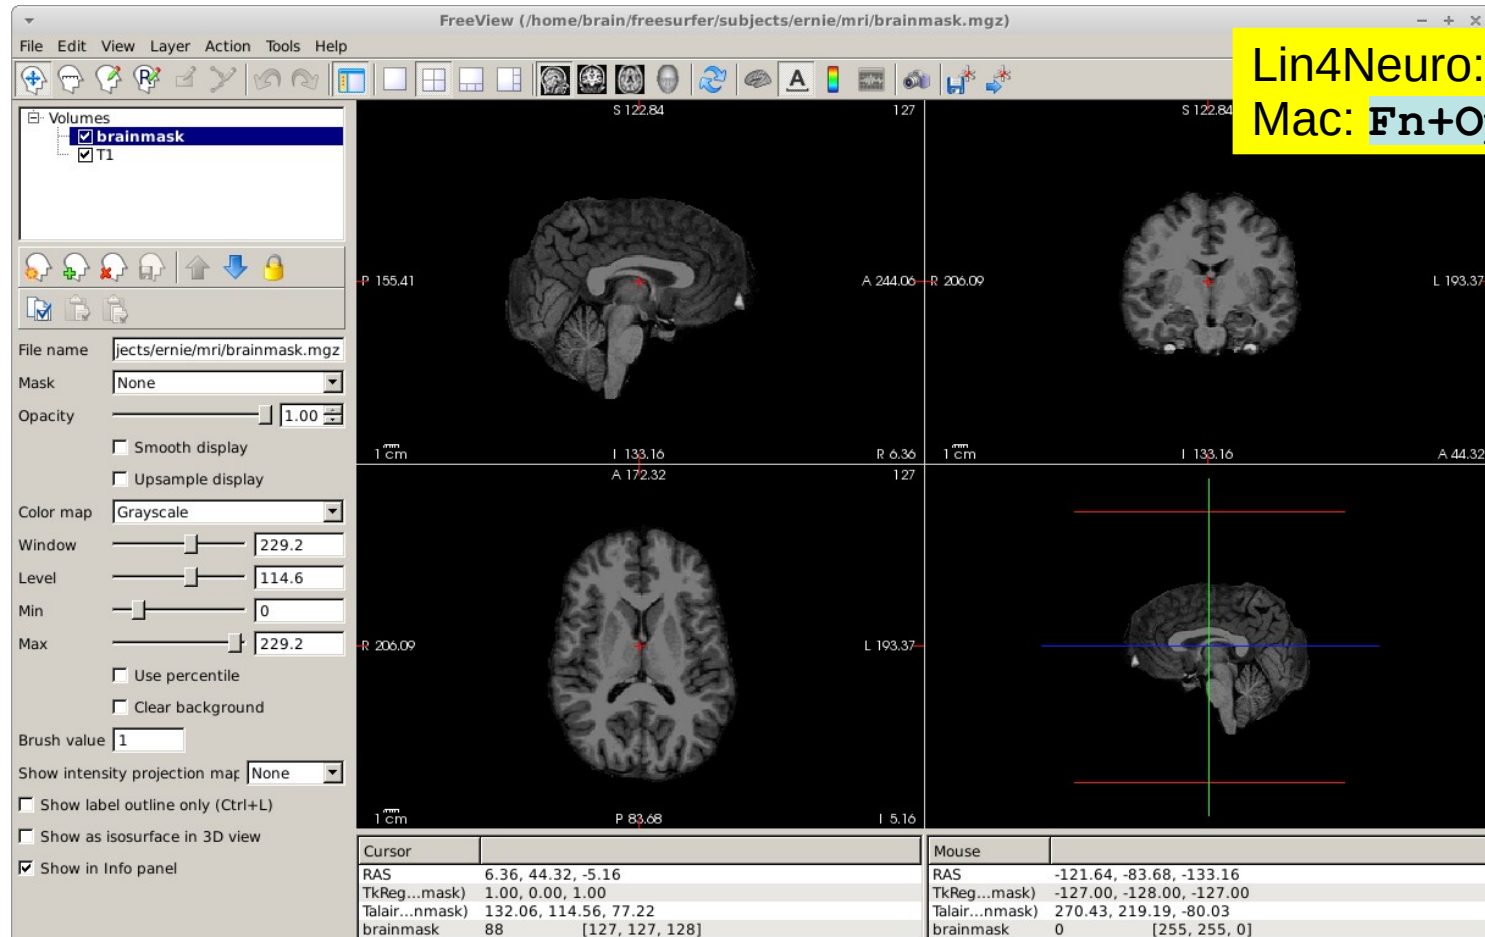 FreeView (/home/brain/freesurfer/subjects/ernie/mri/brainmask.mgz)
File Edit View Layer Action Tools Help
Lin4Neuro:
Mac: Fn+O
Volumes
brainmask
T1
File name jects/ernie/mri/brainmask.mgz
Mask None
Opacity 1.00
Smooth display
Upsample display
Color map Grayscale
Window 229.2
Level 114.6
Min 0
Max 229.2
Use percentile
Clear background
Brush value 1
Show intensity projection map None
Show label outline only (Ctrl+L)
Show as isosurface in 3D view
Show in Info panel
S 122.84 127
P 155.41 A 244.06
1 cm I 133.16 R 6.36
S 122.84
R 206.09 L 193.37
1 cm I 133.16 A 44.32
A 172.32 127
R 206.09 L 193.37
1 cm P 83.68 I 5.16
Cursor
RAS 6.36, 44.32, -5.16
TkReg...mask) 1.00, 0.00, 1.00
Talair...nmask) 132.06, 114.56, 77.22
brainmask 88 [127, 127, 128]
Mouse
RAS -121.64, -83.68, -133.16
TkReg...mask) -127.00, -128.00, -127.00
Talair...nmask) 270.43, 219.19, -80.03
brainmask 0 [255, 255, 0]